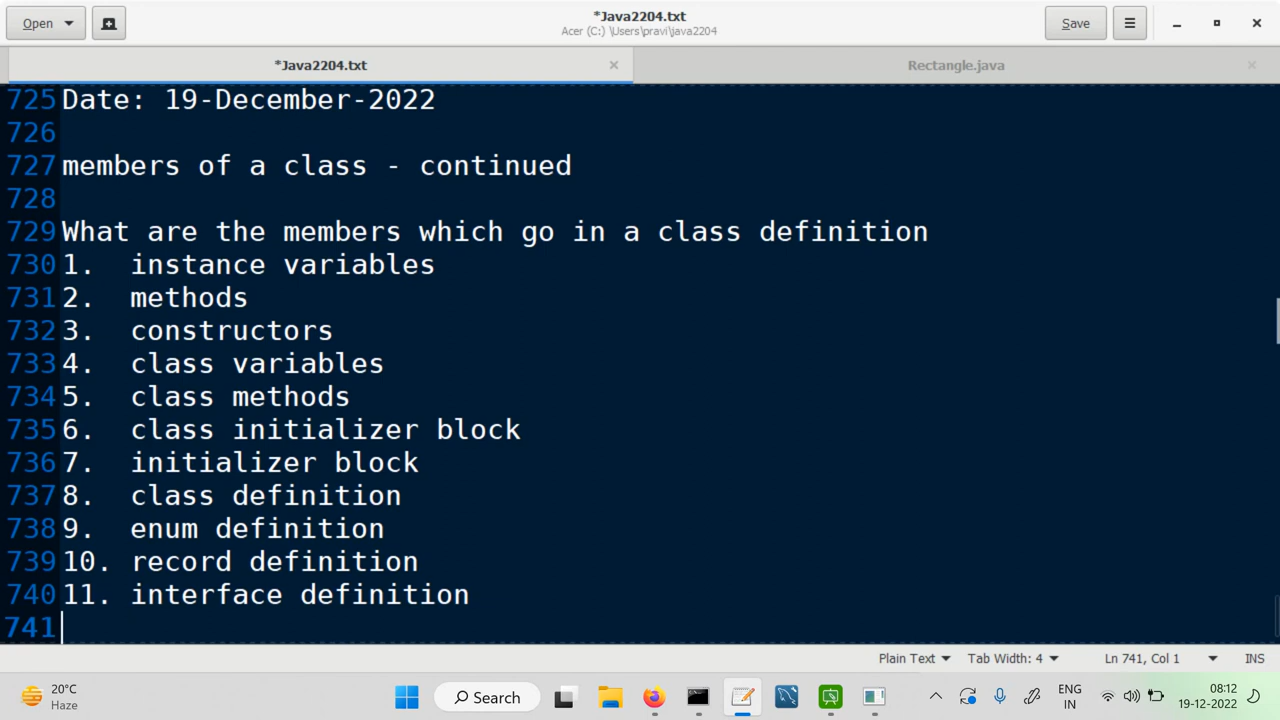 Open
*Java2204.txt
Acer (C:) \Users\pravi\java2204
Save
*Java2204.txt
Rectangle.java
725 Date: 19-December-2022
726
727 members of a class - continued
728
729 What are the members which go in a class definition
730 1.  instance variables
731 2.  methods
732 3.  constructors
733 4.  class variables
734 5.  class methods
735 6.  class initializer block
736 7.  initializer block
737 8.  class definition
738 9.  enum definition
739 10. record definition
740 11. interface definition
741
Plain Text Tab Width: 4 Ln 741, Col 1 INS
20°C
Haze
Search
ENG
IN
08:12
19-12-2022